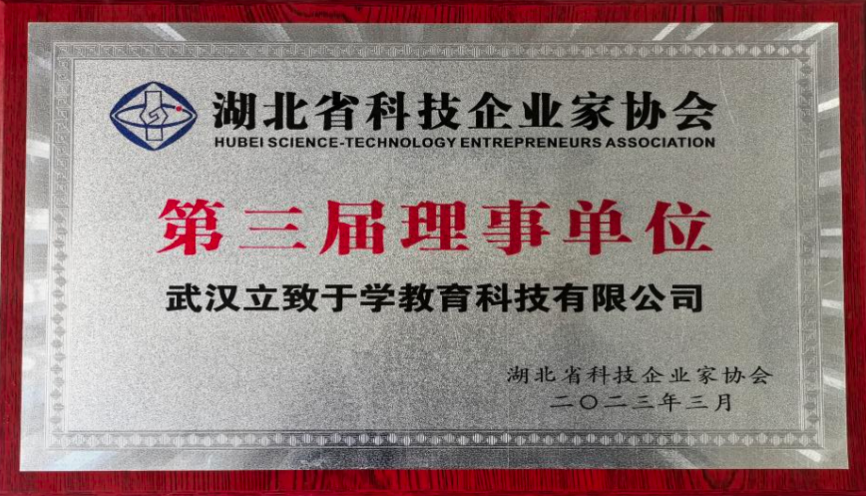 湖北省科技企业家协会
HUBEI SCIENCE-TECHNOLOGY ENTREPRENEURS ASSOCIATION
第三届理事单位
武汉立致于学教育科技有限公司
湖北省科技企业家协会
二〇二三年三月